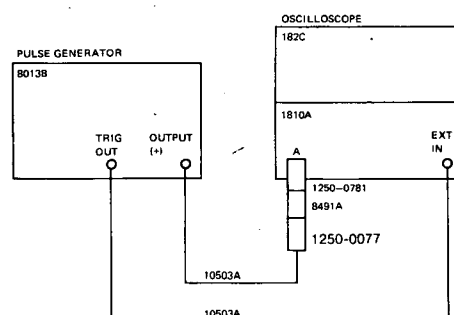 OSCILLOSCOPE
182C
PULSE GENERATOR
8013B
1810A
TRIG
OUT
OUTPUT
(+)
A
EXT
IN
1250-0781
8491A
1250-0077
10503A
10503A